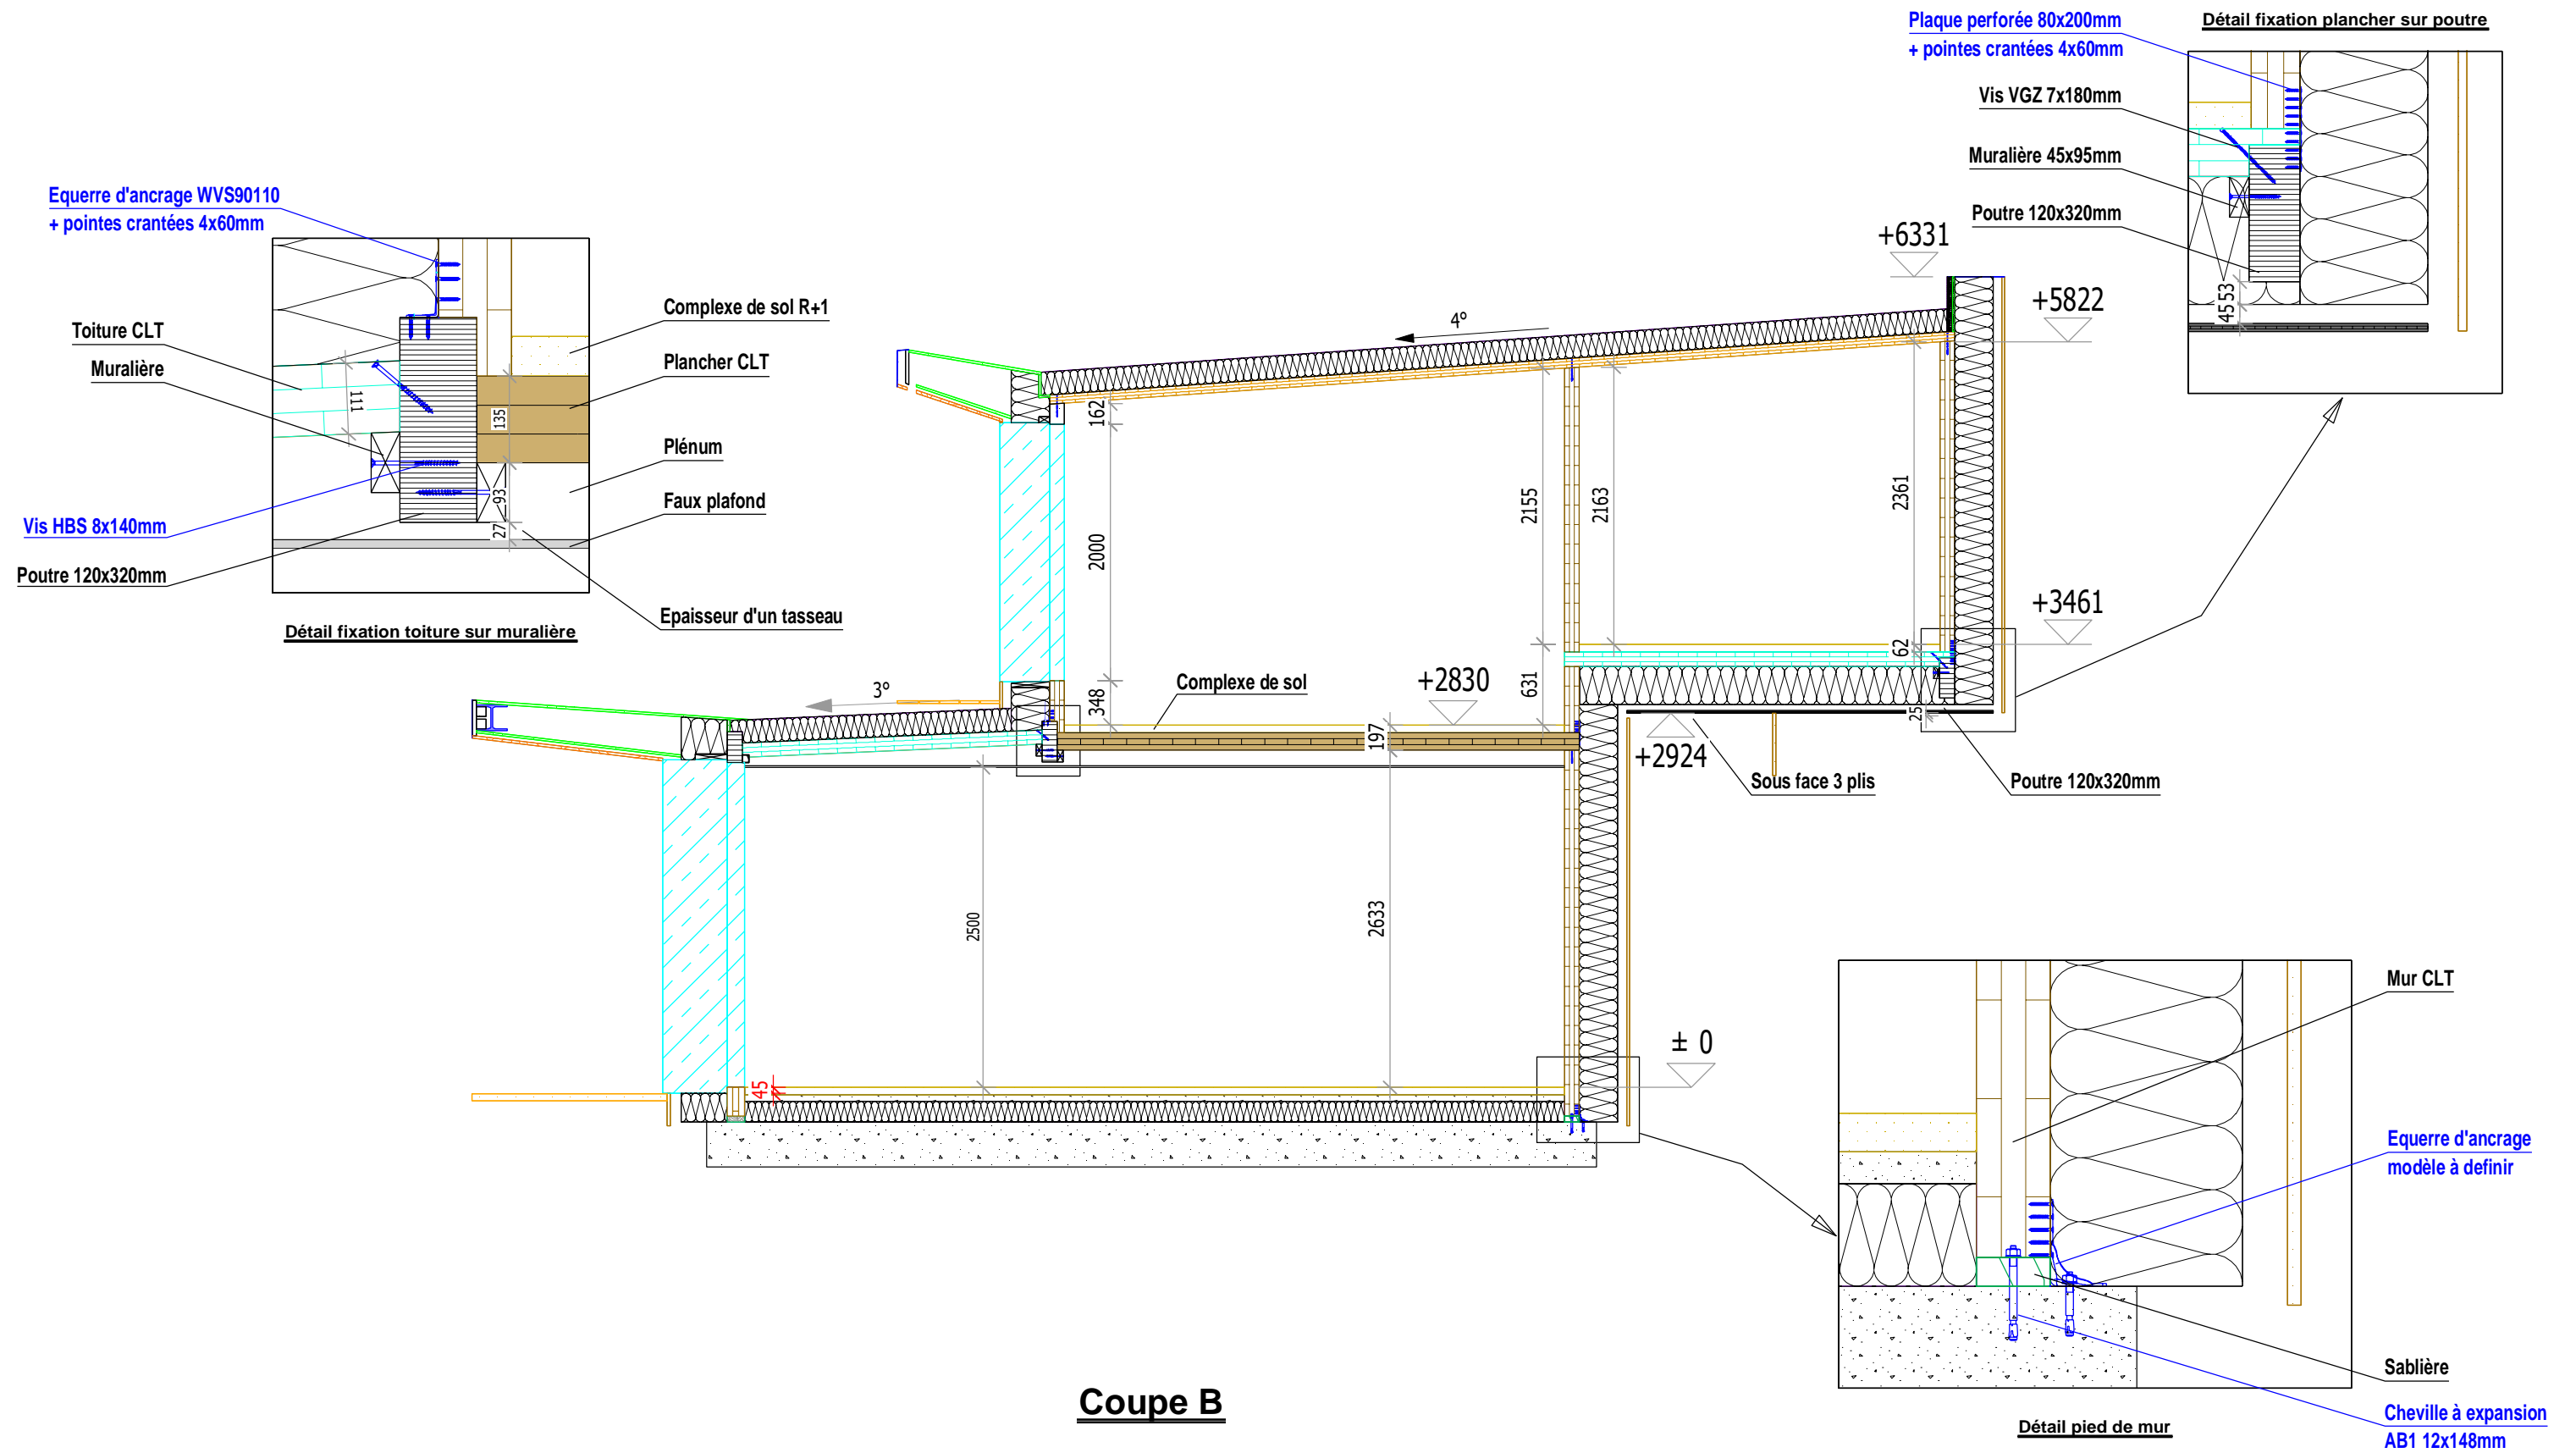 Plaque perforée 80x200mm
+ pointes crantées 4x60mm
Détail fixation plancher sur poutre
Vis VGZ 7x180mm
Muralière 45x95mm
Poutre 120x320mm
53
45
Equerre d'ancrage WVS90110
+ pointes crantées 4x60mm
Toiture CLT
Muralière
Vis HBS 8x140mm
Poutre 120x320mm
111
135
93
27
Complexe de sol R+1
Plancher CLT
Plénum
Faux plafond
Epaisseur d'un tasseau
Détail fixation toiture sur muralière
+6331
+5822
4°
162
2000
348
2155
2163
2361
+3461
62
631
3°
Complexe de sol
+2830
197
25
+2924
Sous face 3 plis
Poutre 120x320mm
2500
2633
± 0
45
Mur CLT
Equerre d'ancrage
modèle à definir
Sablière
Cheville à expansion
AB1 12x148mm
Détail pied de mur
Coupe B